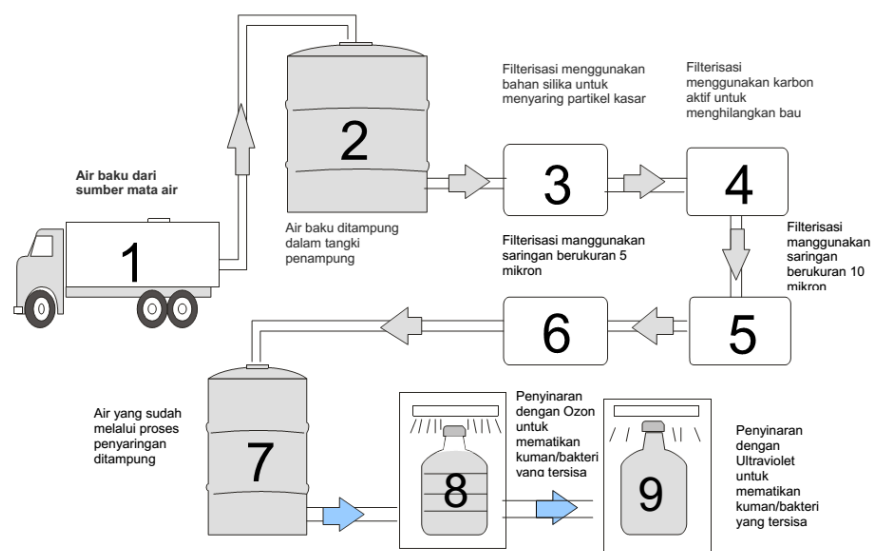 Air baku dari
sumber mata air
1
2
Air baku ditampung
dalam tangki
penampung
Filterisasi menggunakan
bahan silika untuk
menyaring partikel kasar
3
Filterisasi
menggunakan karbon
aktif untuk
menghilangkan bau
4
Filterisasi
manggunakan
saringan
berukuran 10
mikron
5
Filterisasi manggunakan
saringan berukuran 5
mikron
6
Air yang sudah
melalui proses
penyaringan
ditampung
7
Penyinaran
dengan Ozon
untuk
mematikan
kuman/bakteri
yang tersisa
8
Penyinaran
dengan
Ultraviolet
untuk
mematikan
kuman/bakteri
yang tersisa
9